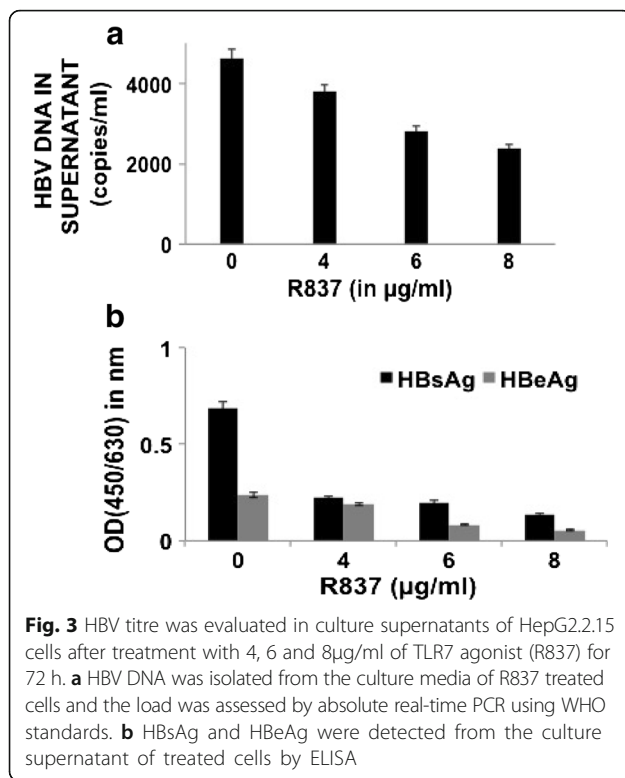 a
HBV DNA IN
SUPERNATANT
(copies/ml)
4000
2000
0
0 4 6 8
R837 (in µg/ml)
b
OD(450/630) in nm
1
0.5
0
HBsAg HBeAg
0 4 6 8
R837 (µg/ml)
Fig. 3 HBV titre was evaluated in culture supernatants of HepG2.2.15
cells after treatment with 4, 6 and 8µg/ml of TLR7 agonist (R837) for
72 h. a HBV DNA was isolated from the culture media of R837 treated
cells and the load was assessed by absolute real-time PCR using WHO
standards. b HBsAg and HBeAg were detected from the culture
supernatant of treated cells by ELISA